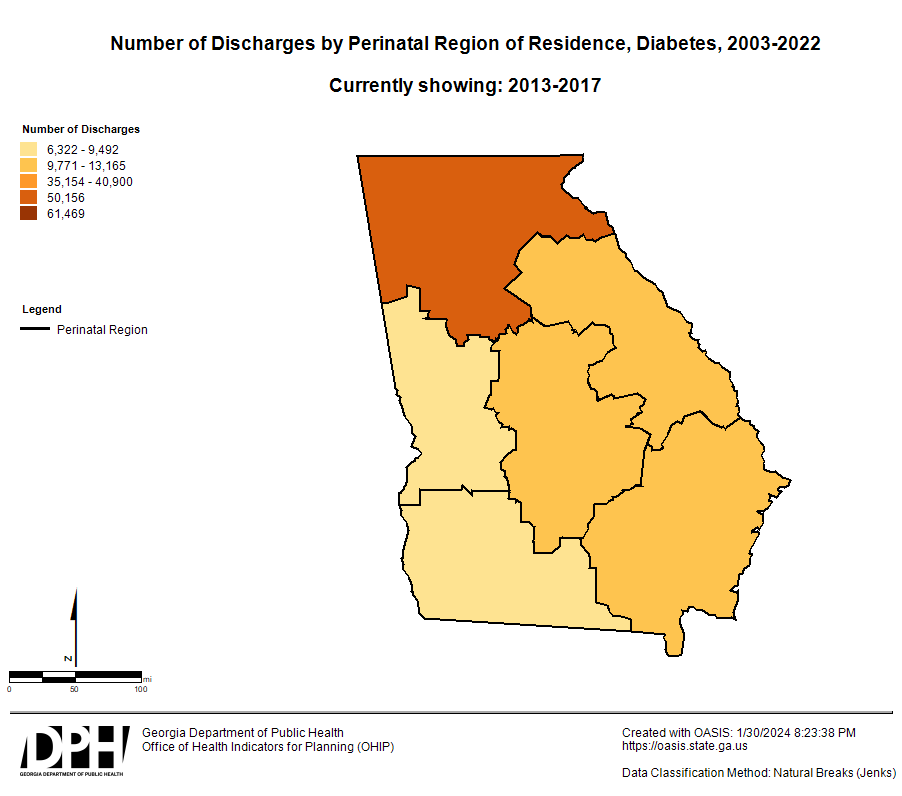 Number of Discharges by Perinatal Region of Residence, Diabetes, 2003-2022
Currently showing: 2013-2017
Number of Discharges
6,322 - 9,492
9,771 - 13,165
35,154 - 40,900
50,156
61,469
Legend
Perinatal Region
N
mi
0 50 100
DPH
GEORGIA DEPARTMENT OF PUBLIC HEALTH
Georgia Department of Public Health
Office of Health Indicators for Planning (OHIP)
Created with OASIS: 1/30/2024 8:23:38 PM
https://oasis.state.ga.us
Data Classification Method: Natural Breaks (Jenks)